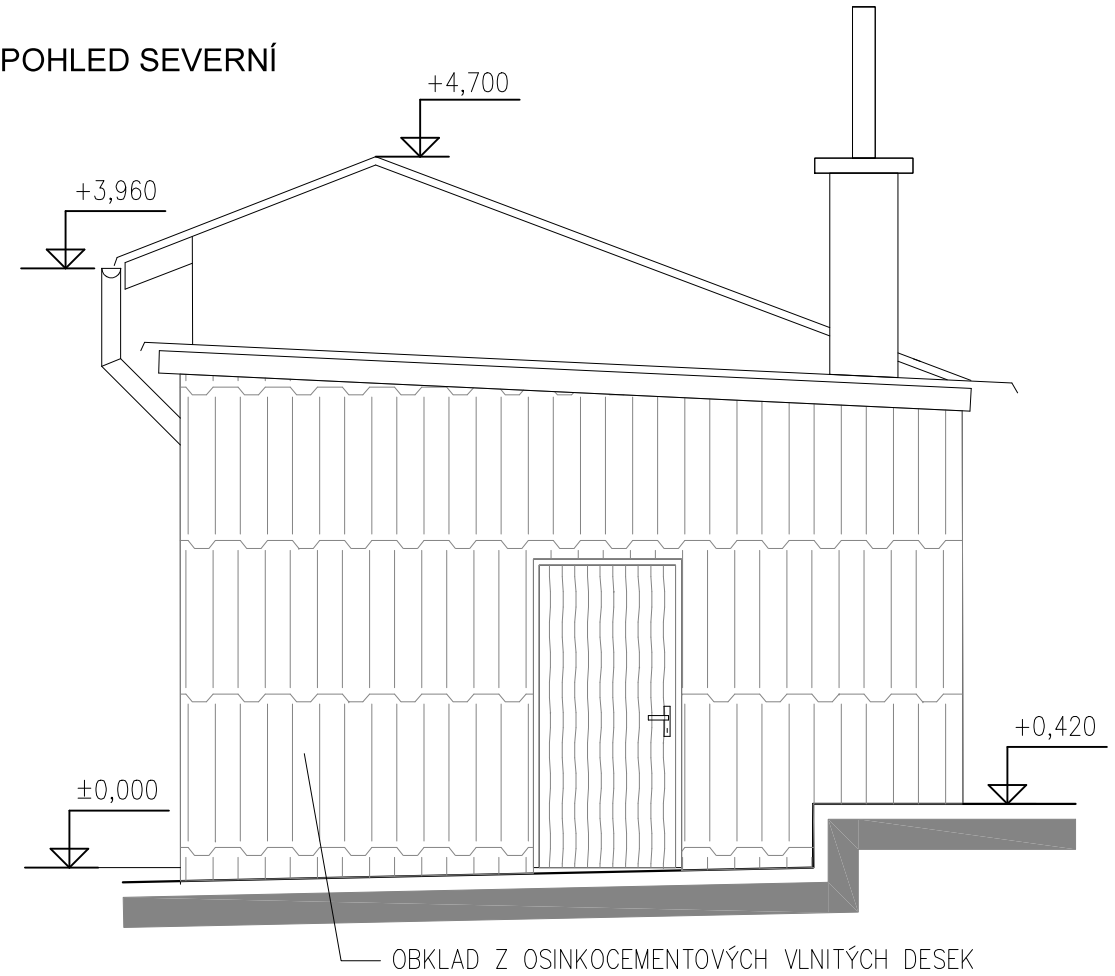 POHLED SEVERNÍ
+4,700
+3,960
+0,420
±0,000
OBKLAD Z OSINKOCEMENTOVÝCH VLNITÝCH DESEK